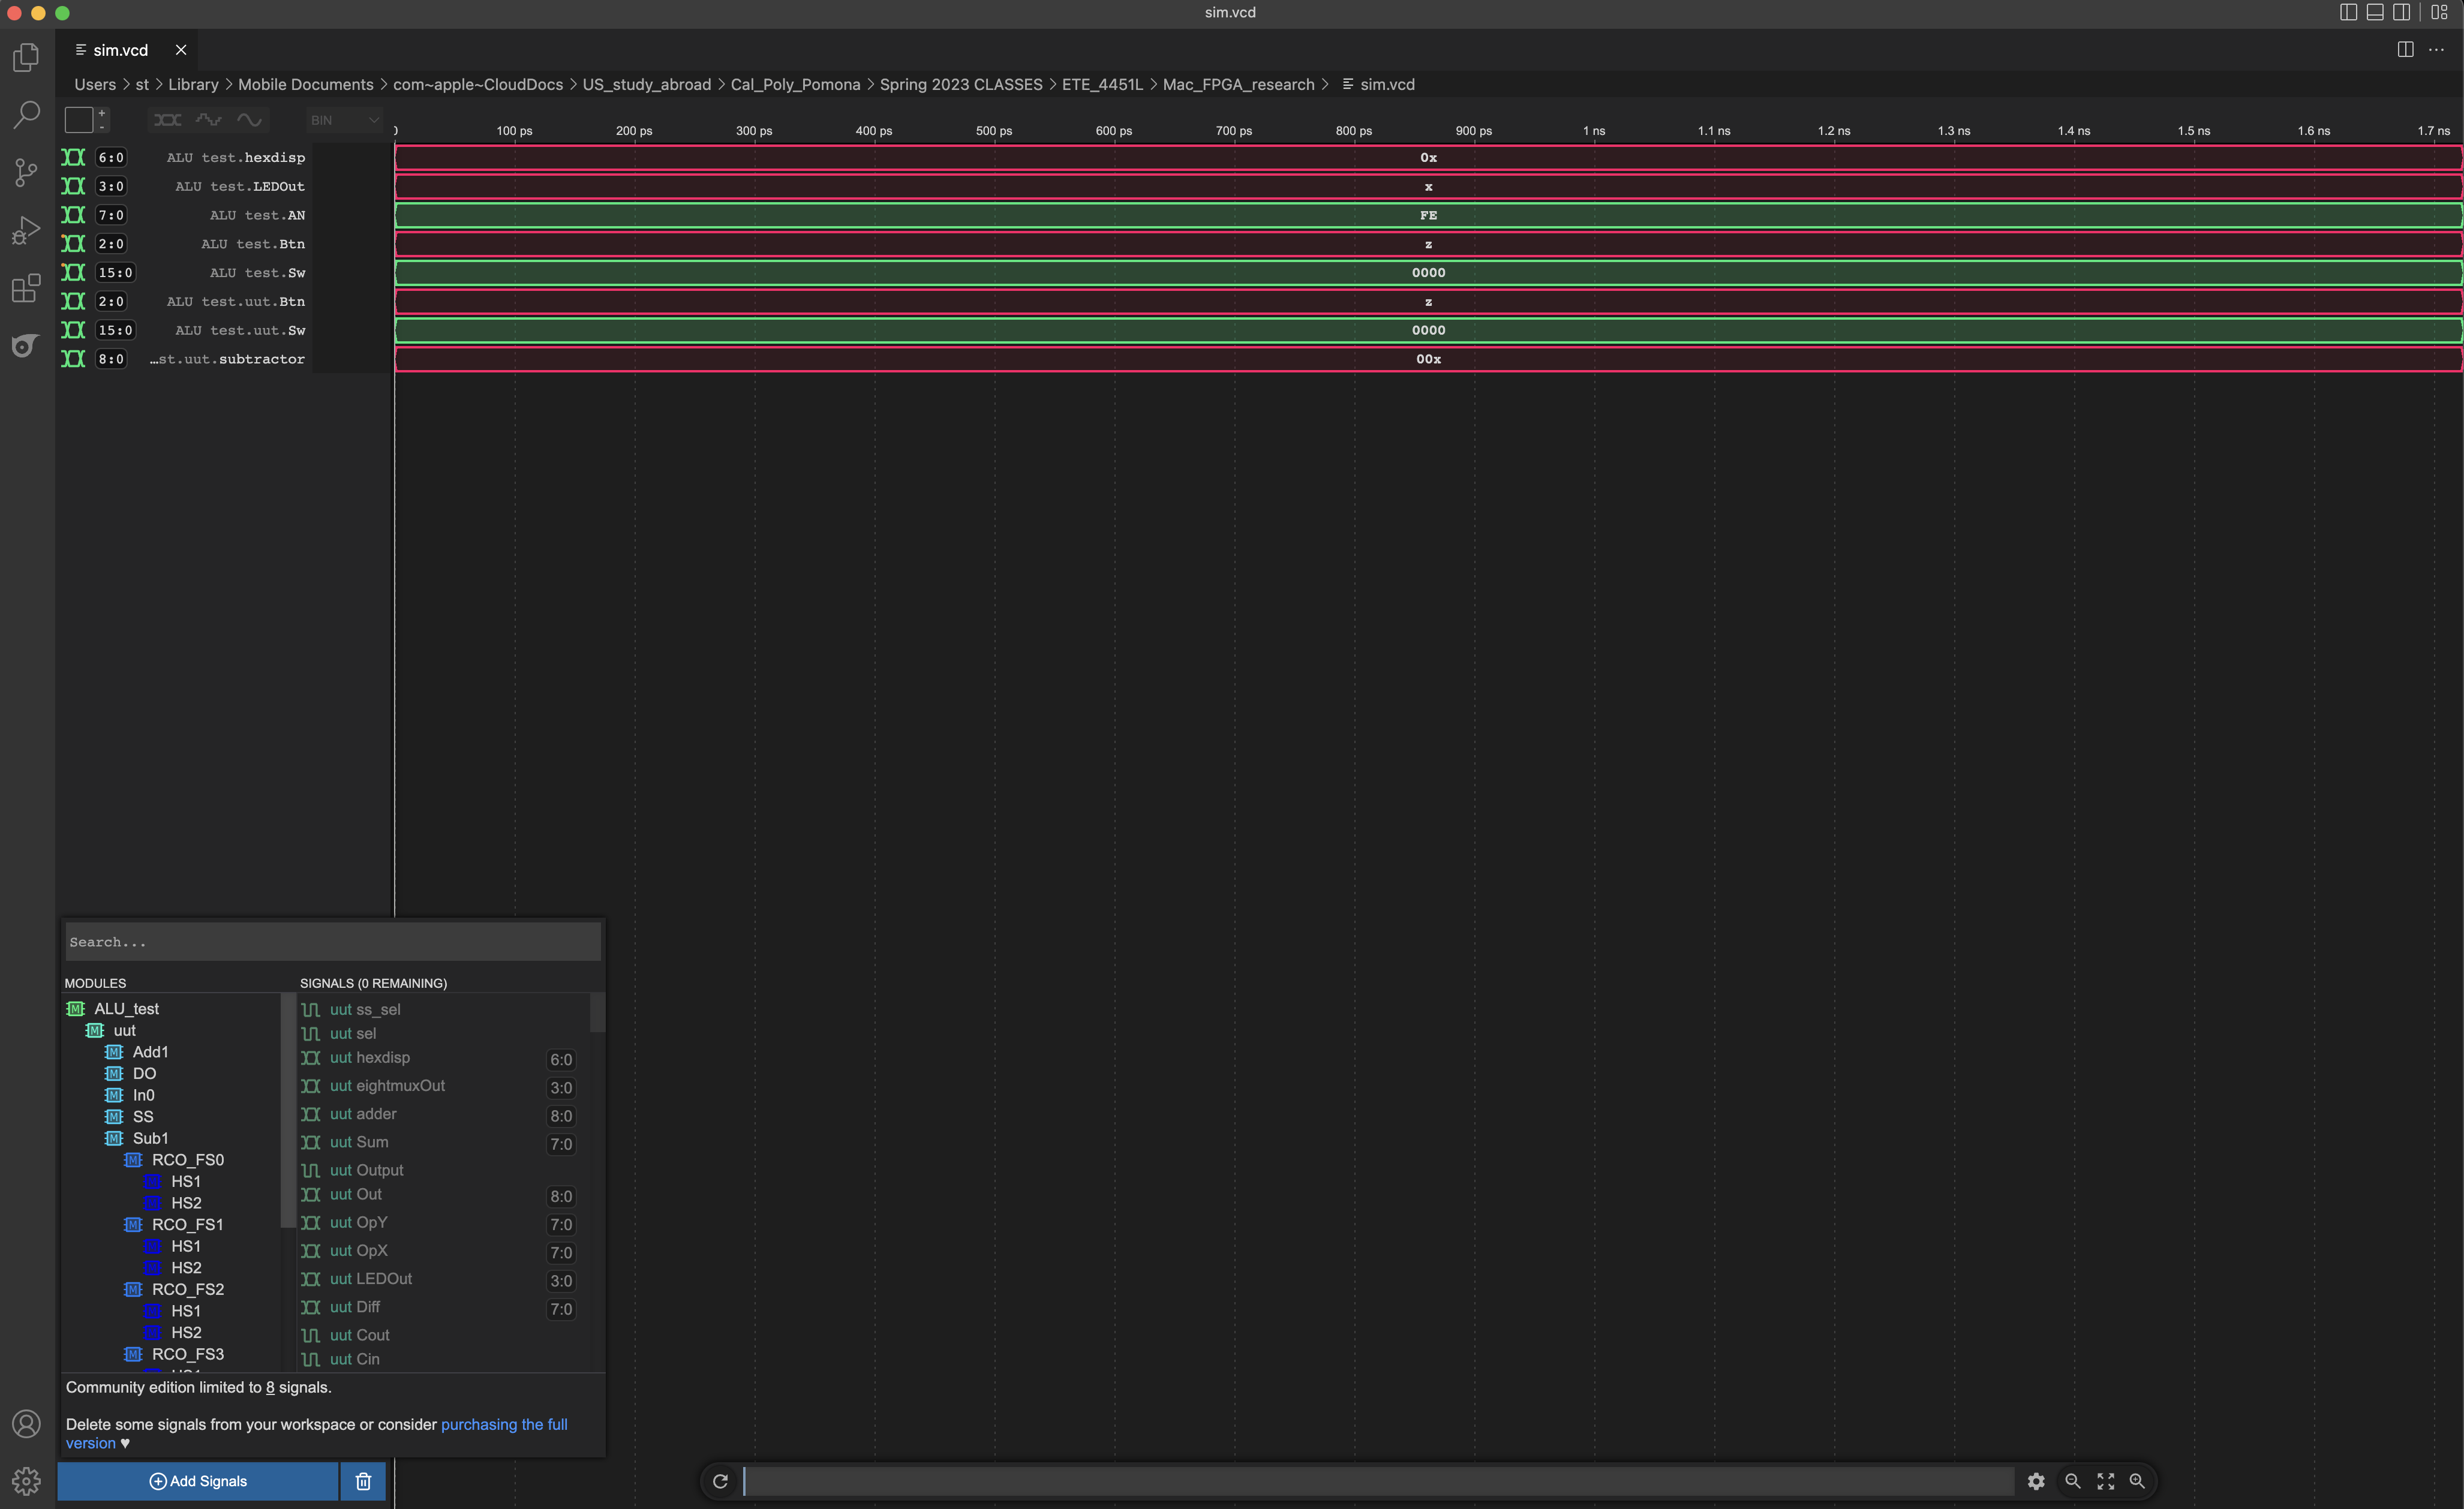 sim.vcd
sim.vcd
Users > st > Library > Mobile Documents > com~apple~CloudDocs > US_study_abroad > Cal_Poly_Pomona > Spring 2023 CLASSES > ETE_4451L > Mac_FPGA_research > sim.vcd
BIN
0 100 ps 200 ps 300 ps 400 ps 500 ps 600 ps 700 ps 800 ps 900 ps 1 ns 1.1 ns 1.2 ns 1.3 ns 1.4 ns 1.5 ns 1.6 ns 1.7 ns
6:0 ALU test.hexdisp 0x
3:0 ALU test.LEDOut x
7:0 ALU test.AN FE
2:0 ALU test.Btn z
15:0 ALU test.Sw 0000
2:0 ALU test.uut.Btn z
15:0 ALU test.uut.Sw 0000
8:0 …st.uut.subtractor 00x
Search...
MODULES
ALU_test
uut
Add1
DO
In0
SS
Sub1
RCO_FS0
HS1
HS2
RCO_FS1
HS1
HS2
RCO_FS2
HS1
HS2
RCO_FS3
SIGNALS (0 REMAINING)
uut ss_sel
uut sel
uut hexdisp 6:0
uut eightmuxOut 3:0
uut adder 8:0
uut Sum 7:0
uut Output
uut Out 8:0
uut OpY 7:0
uut OpX 7:0
uut LEDOut 3:0
uut Diff 7:0
uut Cout
uut Cin
Community edition limited to 8 signals.
Delete some signals from your workspace or consider purchasing the full
version ♥
Add Signals